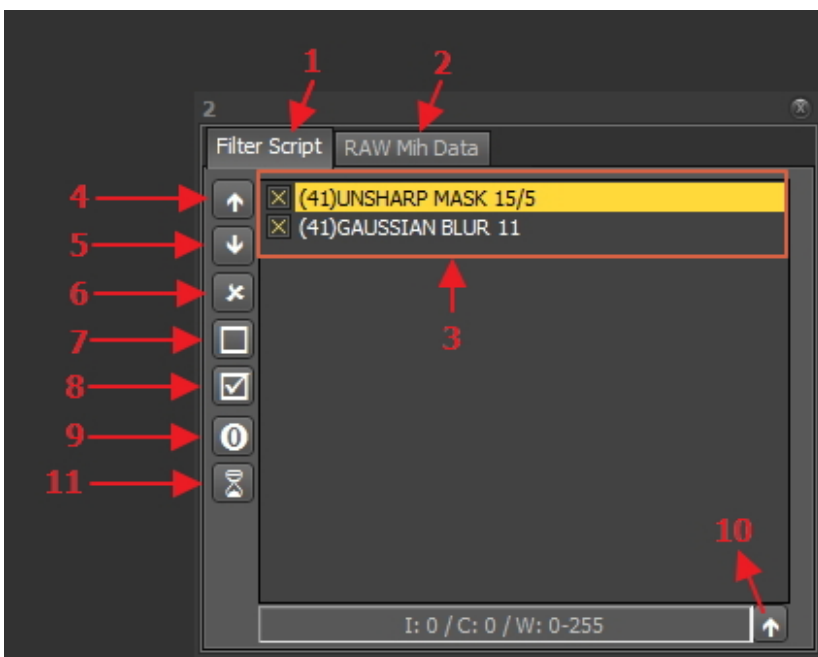 1 2
2
Filter Script RAW Mih Data
4 (41)UNSHARP MASK 15/5
5 (41)GAUSSIAN BLUR 11
6
7 3
8
9 0
11
10
I: 0 / C: 0 / W: 0-255